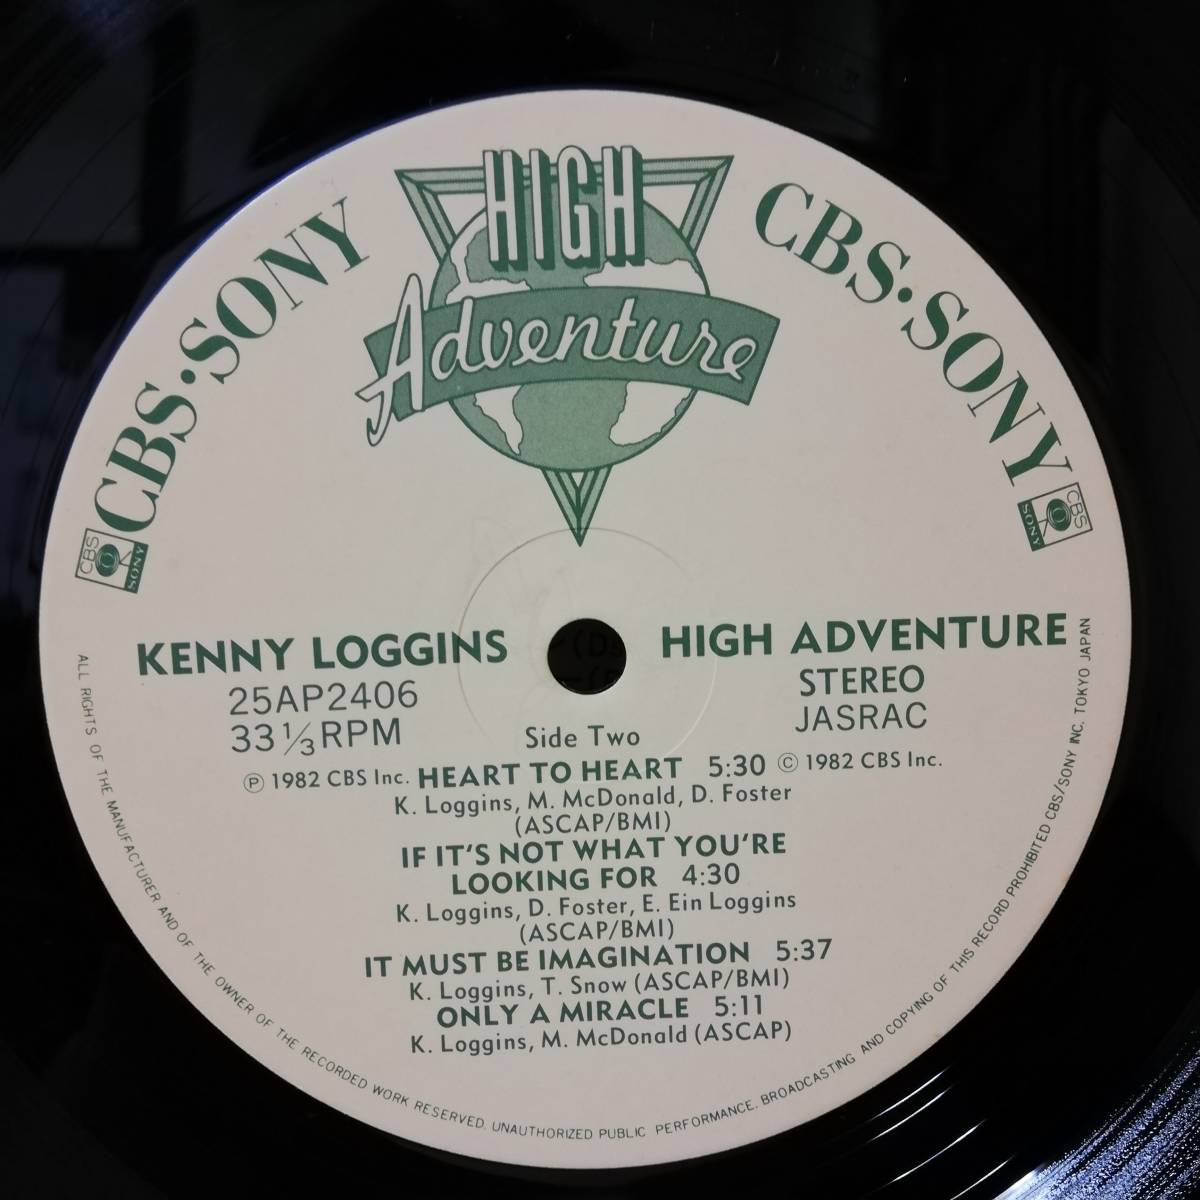 HIGH
Adventure
CBS·SONY
CBS·SONY
CBS
SONY
CBS
SONY
KENNY LOGGINS
HIGH ADVENTURE
25AP2406
STEREO
33 1/3 RPM
JASRAC
Side Two
Ⓟ 1982 CBS Inc. HEART TO HEART 5:30 © 1982 CBS Inc.
K. Loggins, M. McDonald, D. Foster
(ASCAP/BMI)
IF IT'S NOT WHAT YOU'RE
LOOKING FOR 4:30
K. Loggins, D. Foster, E. Ein Loggins
(ASCAP/BMI)
IT MUST BE IMAGINATION 5:37
K. Loggins, T. Snow (ASCAP/BMI)
ONLY A MIRACLE 5:11
K. Loggins, M. McDonald (ASCAP)
ALL RIGHTS OF THE MANUFACTURER AND OF THE OWNER OF THE RECORDED WORK RESERVED. UNAUTHORIZED PUBLIC PERFORMANCE. BROADCASTING AND COPYING OF THIS RECORD PROHIBITED CBS/SONY INC. TOKYO JAPAN